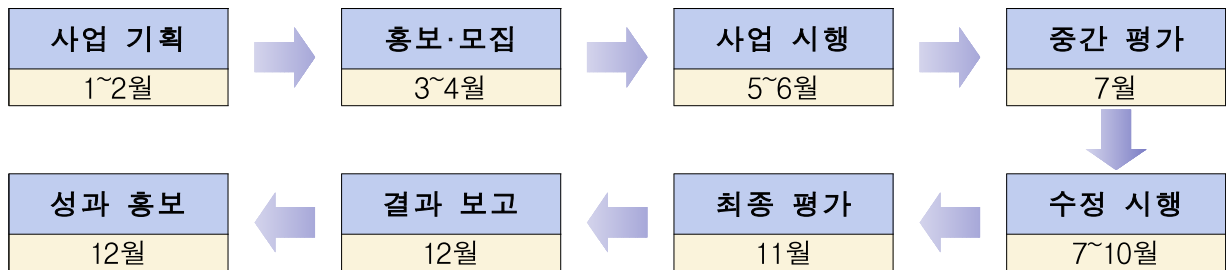 사업 기획
1~2월
홍보·모집
3~4월
사업 시행
5~6월
중간 평가
7월
수정 시행
7~10월
최종 평가
11월
결과 보고
12월
성과 홍보
12월